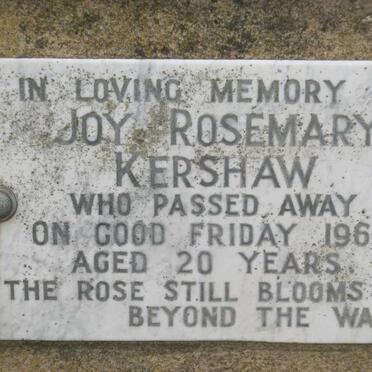 IN LOVING MEMORY
JOY ROSEMARY
KERSHAW
WHO PASSED AWAY
ON GOOD FRIDAY 196
AGED 20 YEARS.
THE ROSE STILL BLOOMS
BEYOND THE WA